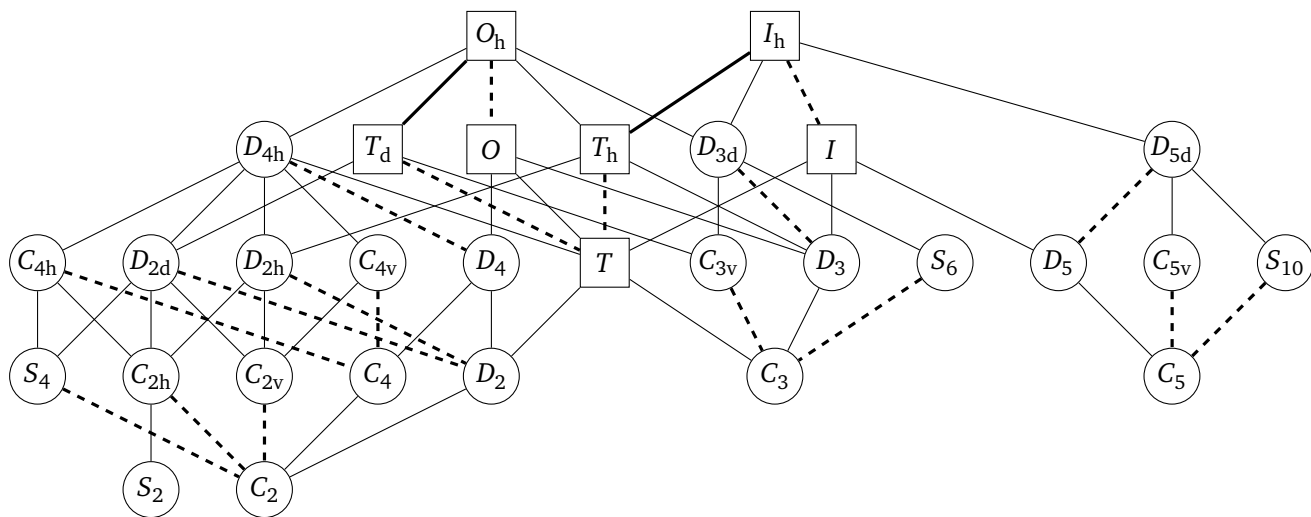 Oh Ih
D4h Td O Th D3d I D5d
C4h D2d D2h C4v D4 T C3v D3 S6 D5 C5v S10
S4 C2h C2v C4 D2 C3 C5
S2 C2